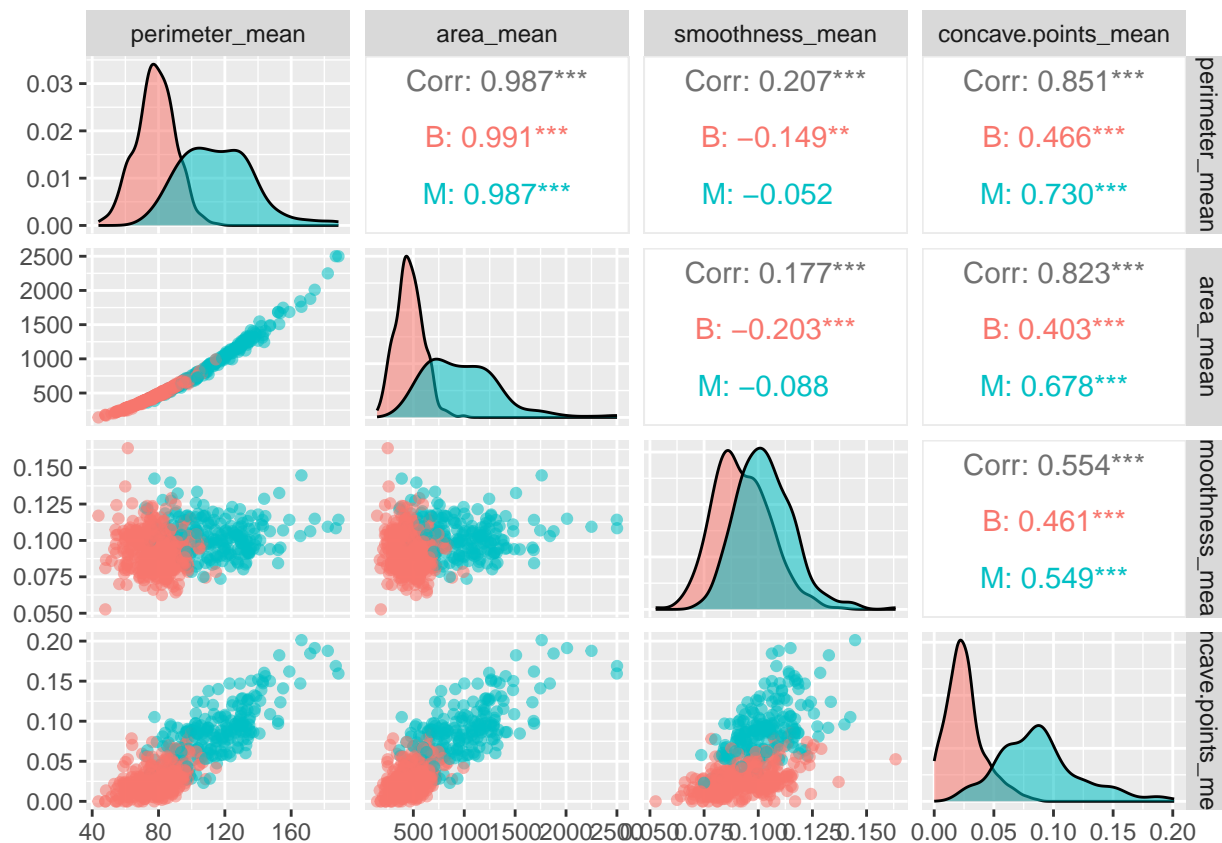 perimeter_mean area_mean smoothness_mean concave.points_mean
0.03
0.02
0.01
0.00
Corr: 0.987*** Corr: 0.207*** Corr: 0.851***
B: 0.991*** B: −0.149** B: 0.466***
M: 0.987*** M: −0.052 M: 0.730***
perimeter_mean
2500
2000
1500
1000
500
Corr: 0.177*** Corr: 0.823***
B: −0.203*** B: 0.403***
M: −0.088 M: 0.678***
area_mean
0.150
0.125
0.100
0.075
0.050
Corr: 0.554***
B: 0.461***
M: 0.549***
moothness_mea
0.20
0.15
0.10
0.05
0.00
ncave.points_me
40 80 120 160 500 1000 1500 2000 2500 0.050 0.075 0.100 0.125 0.150 0.00 0.05 0.10 0.15 0.20